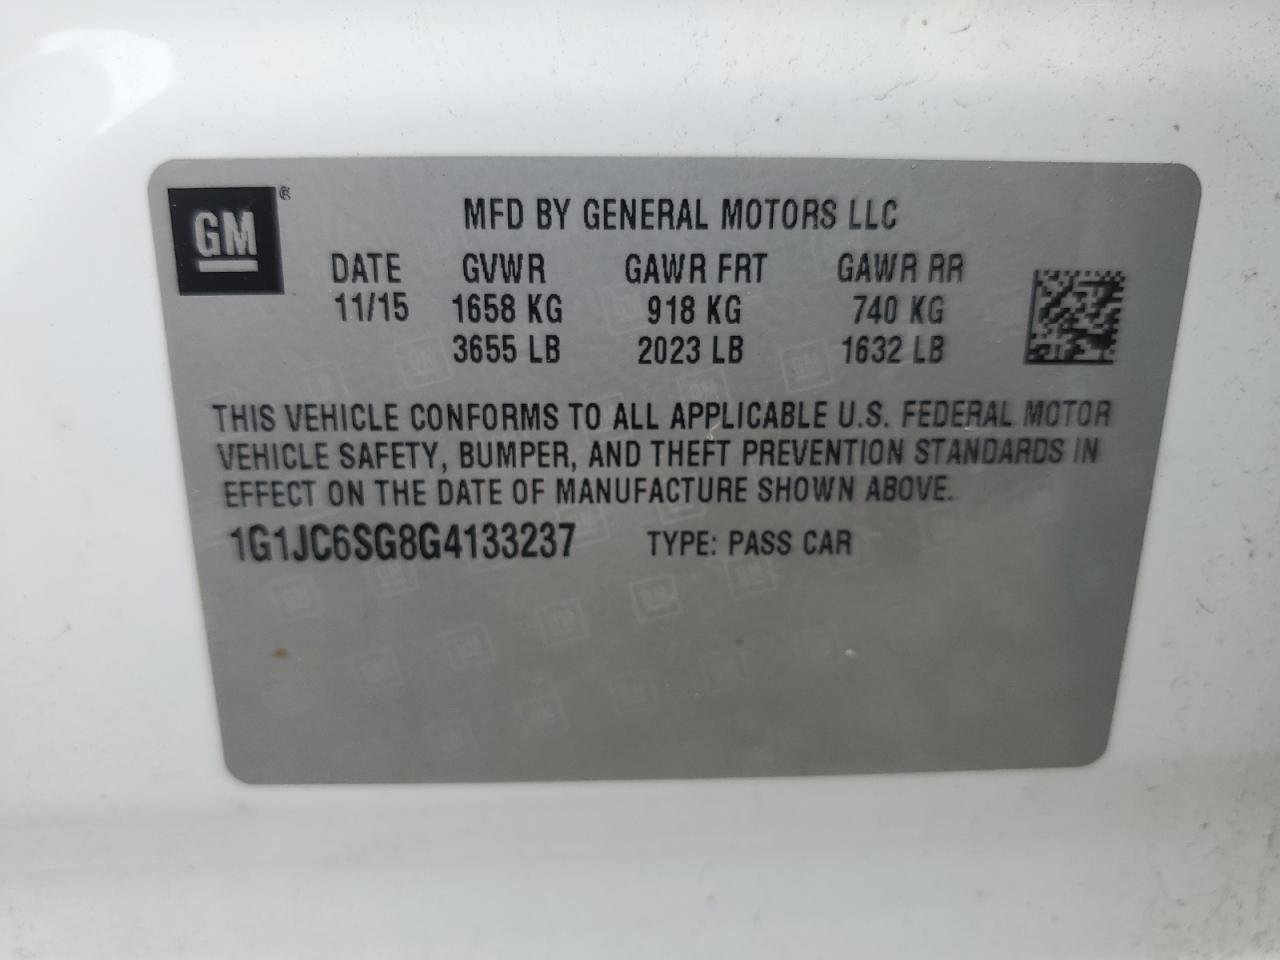 GM ®
MFD BY GENERAL MOTORS LLC
DATE GVWR GAWR FRT GAWR RR
11/15 1658 KG 918 KG 740 KG
3655 LB 2023 LB 1632 LB
THIS VEHICLE CONFORMS TO ALL APPLICABLE U.S. FEDERAL MOTOR
VEHICLE SAFETY, BUMPER, AND THEFT PREVENTION STANDARDS IN
EFFECT ON THE DATE OF MANUFACTURE SHOWN ABOVE.
1G1JC6SG8G4133237 TYPE: PASS CAR